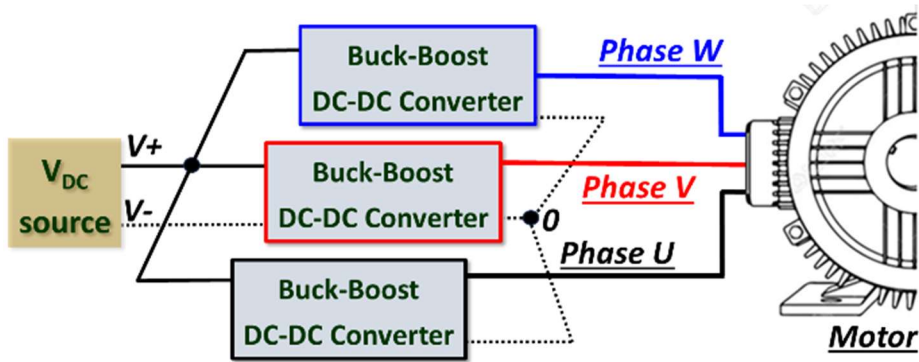 Buck-Boost
DC-DC Converter
Phase W
V+
VDC
source
V-
Buck-Boost
DC-DC Converter
Phase V
0
Phase U
Buck-Boost
DC-DC Converter
Motor